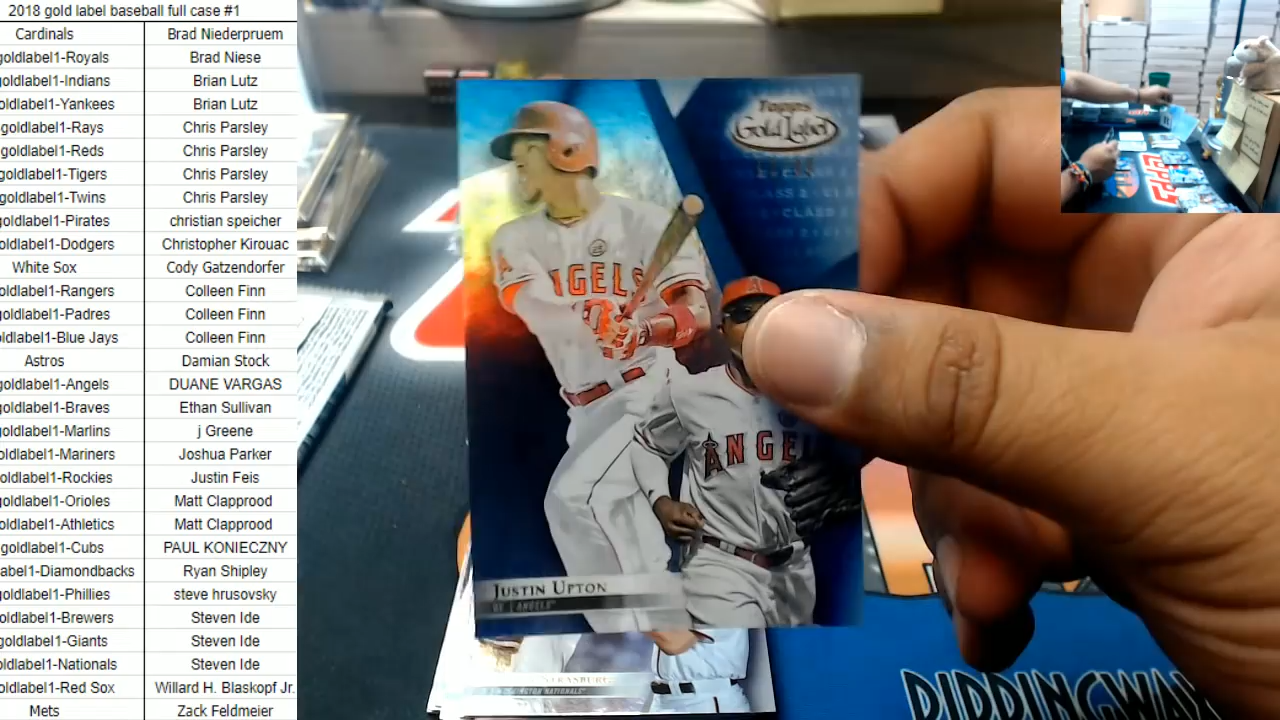 2018 gold label baseball full case #1
Cardinals Brad Niederpruem
goldlabel1-Royals Brad Niese
goldlabel1-Indians Brian Lutz
oldlabel1-Yankees Brian Lutz
goldlabel1-Rays Chris Parsley
goldlabel1-Reds Chris Parsley
goldlabel1-Tigers Chris Parsley
goldlabel1-Twins Chris Parsley
goldlabel1-Pirates christian speicher
oldlabel1-Dodgers Christopher Kirouac
White Sox Cody Gatzendorfer
oldlabel1-Rangers Colleen Finn
goldlabel1-Padres Colleen Finn
oldlabel1-Blue Jays Colleen Finn
Astros Damian Stock
goldlabel1-Angels DUANE VARGAS
goldlabel1-Braves Ethan Sullivan
goldlabel1-Marlins j Greene
oldlabel1-Mariners Joshua Parker
goldlabel1-Rockies Justin Feis
goldlabel1-Orioles Matt Clapprood
oldlabel1-Athletics Matt Clapprood
goldlabel1-Cubs PAUL KONIECZNY
abel1-Diamondbacks Ryan Shipley
goldlabel1-Phillies steve hrusovsky
oldlabel1-Brewers Steven Ide
goldlabel1-Giants Steven Ide
oldlabel1-Nationals Steven Ide
oldlabel1-Red Sox Willard H. Blaskopf Jr.
Mets Zack Feldmeier
Topps
Gold Label
CLASS 2
ANGELS
ANGE
JUSTIN UPTON
ANGELS